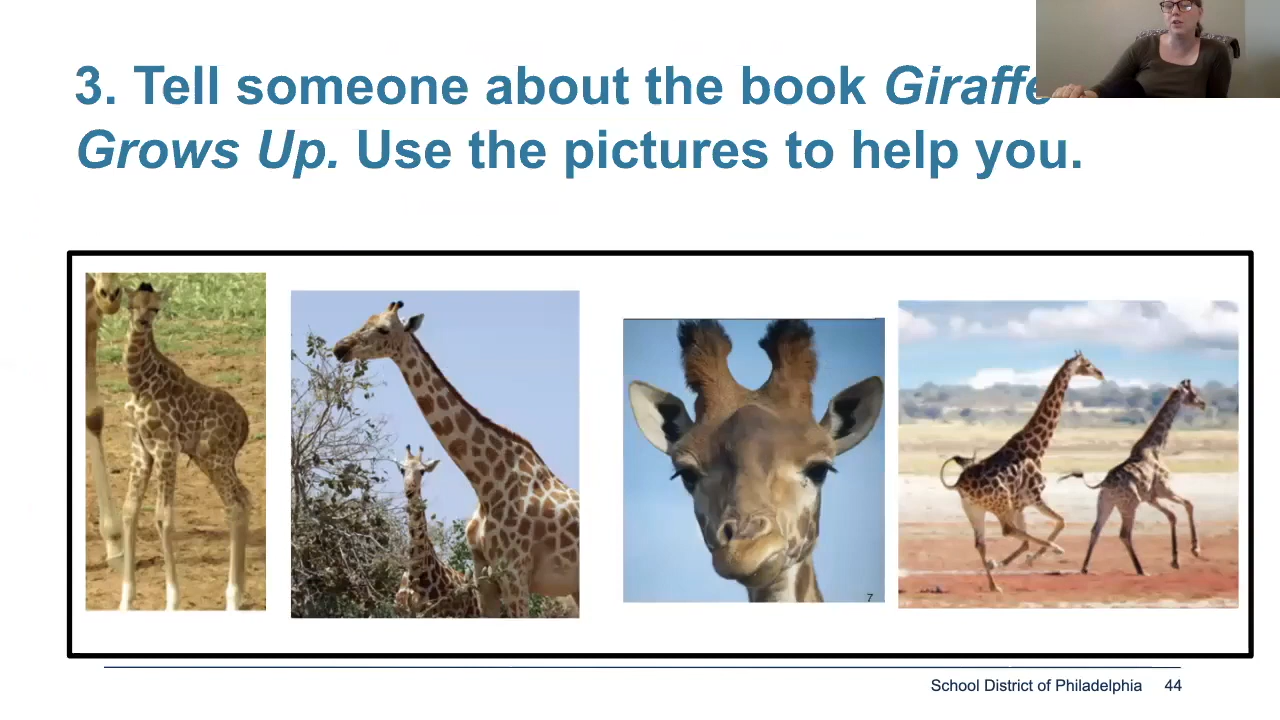 3. Tell someone about the book Giraffe
Grows Up. Use the pictures to help you.
7
School District of Philadelphia 44